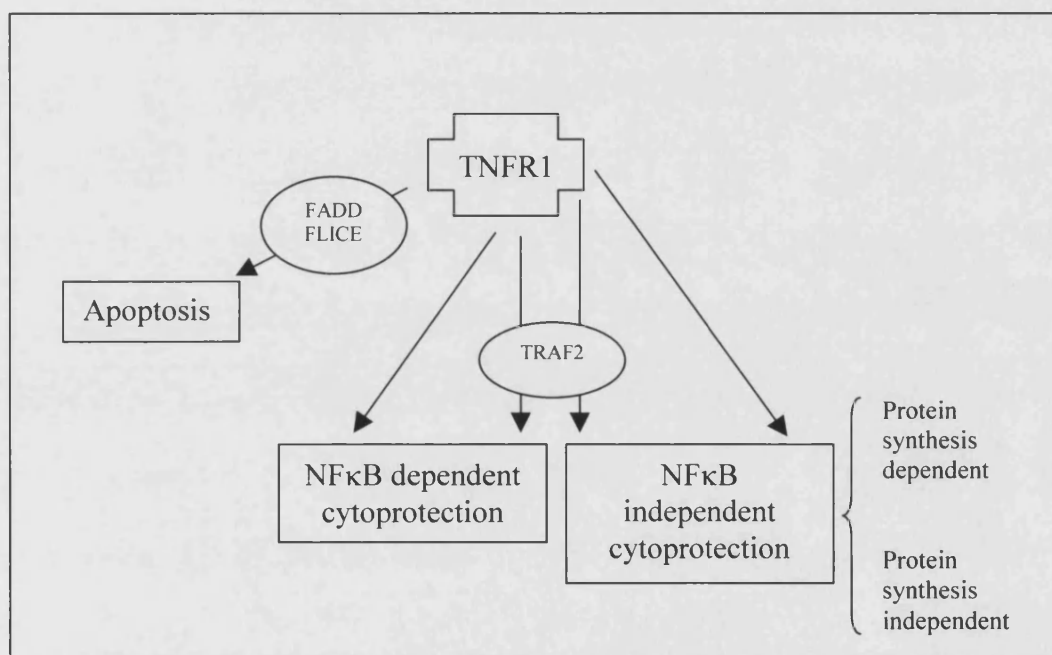 TNFR1
FADD
FLICE
Apoptosis
TRAF2
NFκB dependent
cytoprotection
NFκB
independent
cytoprotection
Protein
synthesis
dependent
Protein
synthesis
independent